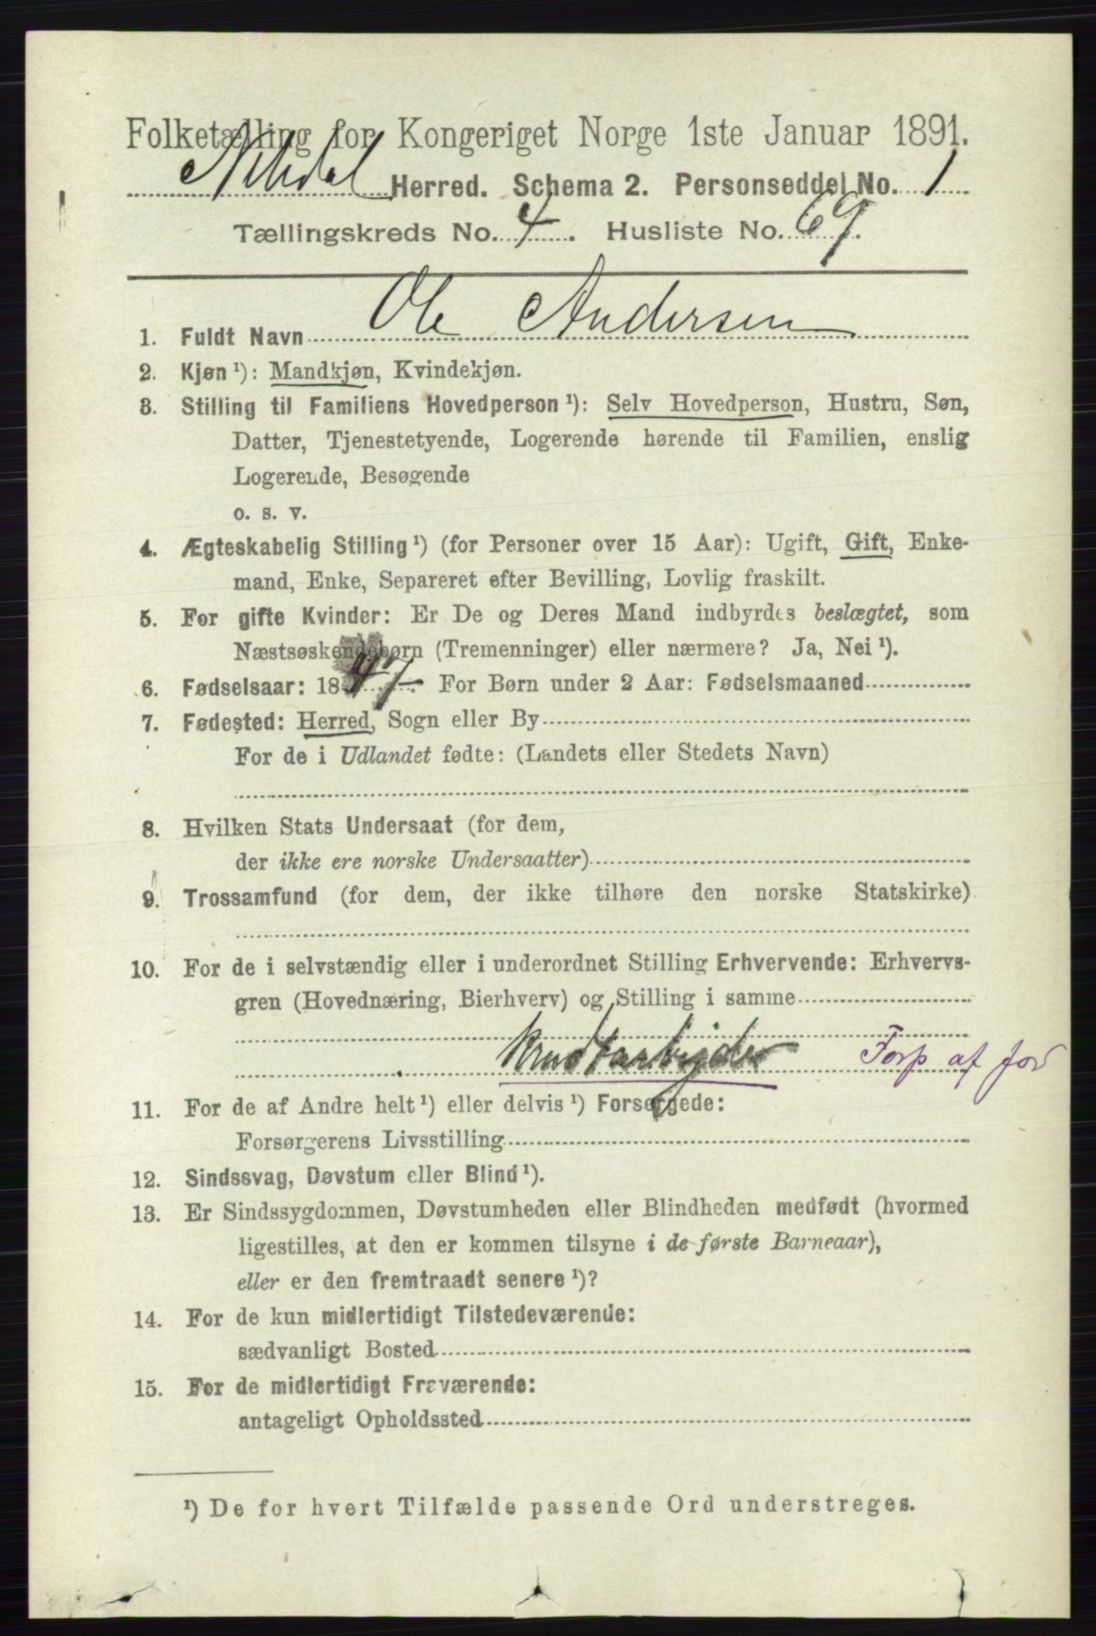 Folketælling for Kongeriget Norge 1ste Januar 1891.
Nitedal Herred. Schema 2. Personseddel No. 1
Tællingskreds No. 4. Husliste No. 69.
1. Fuldt Navn Ole Andersen
2. Kjøn ¹): Mandkjøn, Kvindekjøn.
3. Stilling til Familiens Hovedperson ¹): Selv Hovedperson, Hustru, Søn,
Datter, Tjenestetyende, Logerende hørende til Familien, enslig
Logerende, Besøgende
o. s. v.
4. Ægteskabelig Stilling ¹) (for Personer over 15 Aar): Ugift, Gift, Enke-
mand, Enke, Separeret efter Bevilling, Lovlig fraskilt.
5. For gifte Kvinder: Er De og Deres Mand indbyrdes beslægtet, som
Næstsøskendebørn (Tremenninger) eller nærmere? Ja, Nei ¹).
6. Fødselsaar: 1847. For Børn under 2 Aar: Fødselsmaaned
7. Fødested: Herred, Sogn eller By
For de i Udlandet fødte: (Landets eller Stedets Navn)
8. Hvilken Stats Undersaat (for dem,
der ikke ere norske Undersaatter)
9. Trossamfund (for dem, der ikke tilhøre den norske Statskirke)
10. For de i selvstændig eller i underordnet Stilling Erhvervende: Erhvervs-
gren (Hovednæring, Bierhverv) og Stilling i samme
Krudtarbejder Forp af jor
11. For de af Andre helt ¹) eller delvis ¹) Forsørgede:
Forsørgerens Livsstilling
12. Sindssvag, Døvstum eller Blind ¹).
13. Er Sindssygdommen, Døvstumheden eller Blindheden medfødt (hvormed
ligestilles, at den er kommen tilsyne i de første Barneaar),
eller er den fremtraadt senere ¹)?
14. For de kun midlertidigt Tilstedeværende:
sædvanligt Bosted
15. For de midlertidigt Fraværende:
antageligt Opholdssted
¹) De for hvert Tilfælde passende Ord understreges.